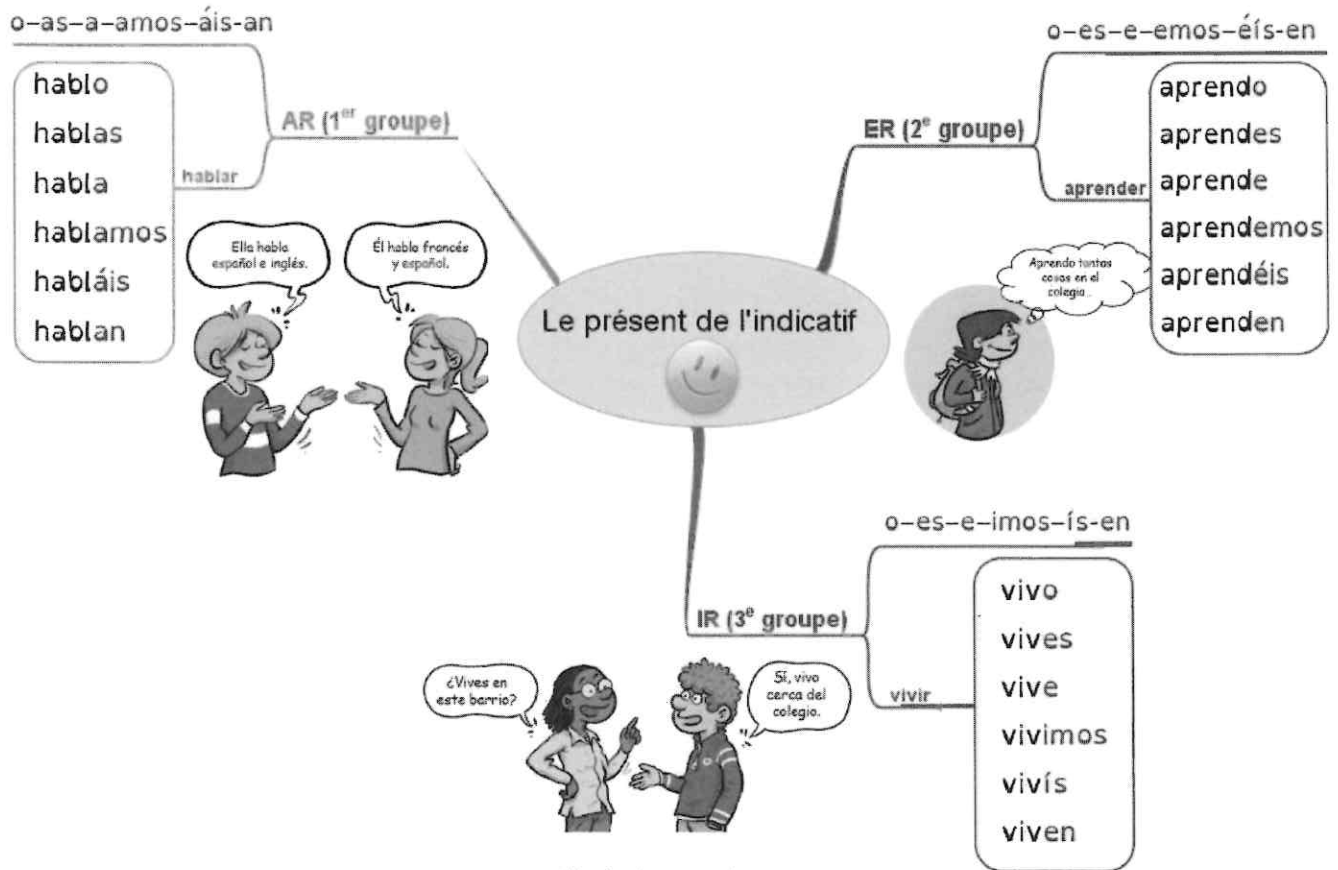 o–as–a–amos–áis-an
AR (1er groupe)
hablar
hablo
hablas
habla
hablamos
habláis
hablan
Ella habla
español e inglés.
Él habla francés
y español.
Le présent de l'indicatif
o–es–e–emos–éís-en
ER (2e groupe)
aprender
aprendo
aprendes
aprende
aprendemos
aprendéis
aprenden
Aprendo tantas
cosas en el
colegio...
o–es–e–imos–ís-en
IR (3e groupe)
vivir
vivo
vives
vive
vivimos
vivís
viven
¿Vives en
este barrio?
Sí, vivo
cerca del
colegio.